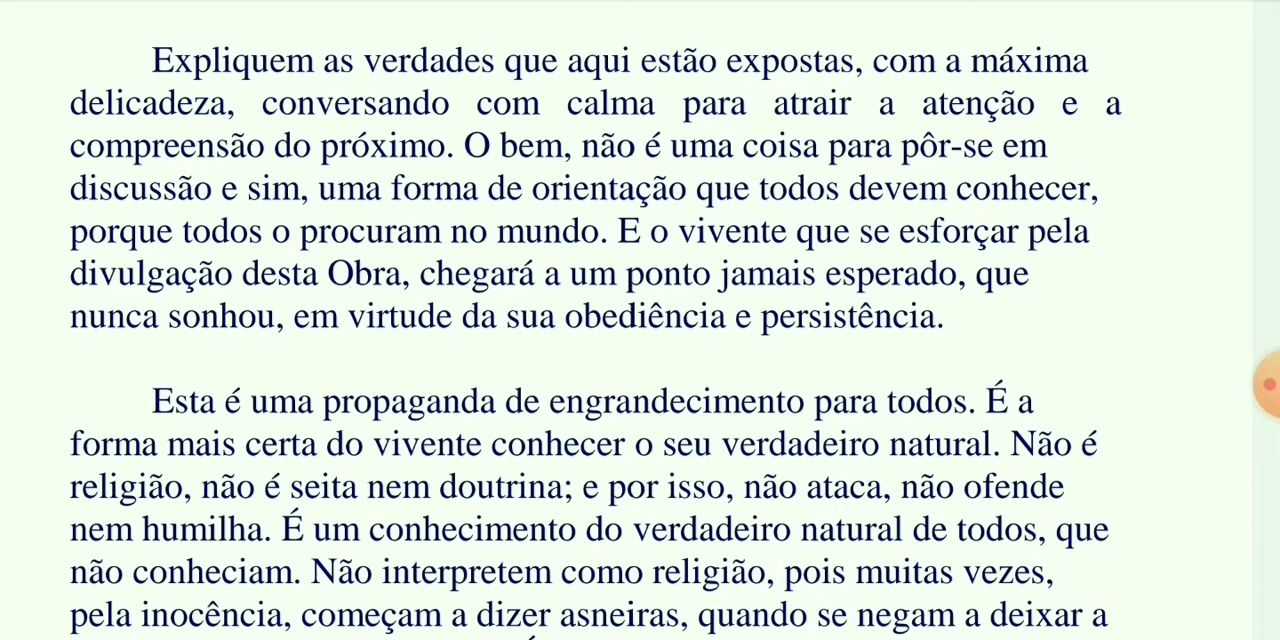 Expliquem as verdades que aqui estão expostas, com a máxima
delicadeza, conversando com calma para atrair a atenção e a
compreensão do próximo. O bem, não é uma coisa para pôr-se em
discussão e sim, uma forma de orientação que todos devem conhecer,
porque todos o procuram no mundo. E o vivente que se esforçar pela
divulgação desta Obra, chegará a um ponto jamais esperado, que
nunca sonhou, em virtude da sua obediência e persistência.
Esta é uma propaganda de engrandecimento para todos. É a
forma mais certa do vivente conhecer o seu verdadeiro natural. Não é
religião, não é seita nem doutrina; e por isso, não ataca, não ofende
nem humilha. É um conhecimento do verdadeiro natural de todos, que
não conheciam. Não interpretem como religião, pois muitas vezes,
pela inocência, começam a dizer asneiras, quando se negam a deixar a